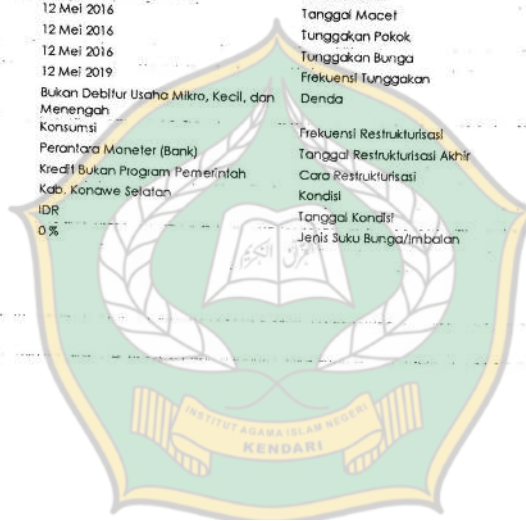 12 Mei 2016
Tanggal Macet
12 Mei 2016
Tunggakan Pokok
12 Mei 2016
Tunggakan Bunga
12 Mei 2019
Frekuensi Tunggakan
Bukan Debitur Usaha Mikro, Kecil, dan
Menengah
Denda
Konsumsi
Frekuensi Restrukturisasi
Perantara Moneter (Bank)
Tanggal Restrukturisasi Akhir
Kredit Bukan Program Pemerintah
Cara Restrukturisasi
Kab. Konawe Selatan
Kondisi
IDR
Tanggal Kondisi
0 %
Jenis Suku Bunga/Imbalan
القرآن الكريم
INSTITUT AGAMA ISLAM NEGERI
KENDARI